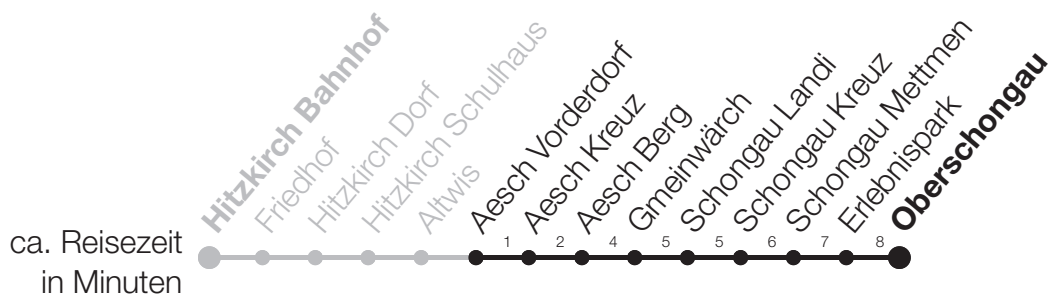 Hitzkirch Bahnhof
Friedhof
Hitzkirch Dorf
Hitzkirch Schulhaus
Altwis
Aesch Vorderdorf
Aesch Kreuz
Aesch Berg
Gmeinwärch
Schongau Landi
Schongau Kreuz
Schongau Mettmen
Erlebnispark
Oberschongau
ca. Reisezeit
in Minuten
1 2 4 5 5 6 7 8